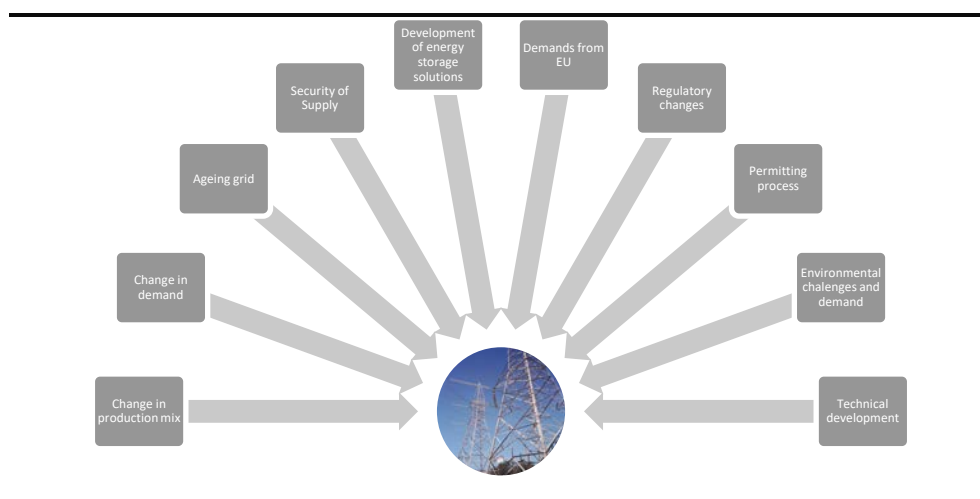 Development
of energy
storage
solutions
Demands from
EU
Security of
Supply
Regulatory
changes
Ageing grid
Permitting
process
Change in
demand
Environmental
chalenges and
demand
Change in
production mix
Technical
development